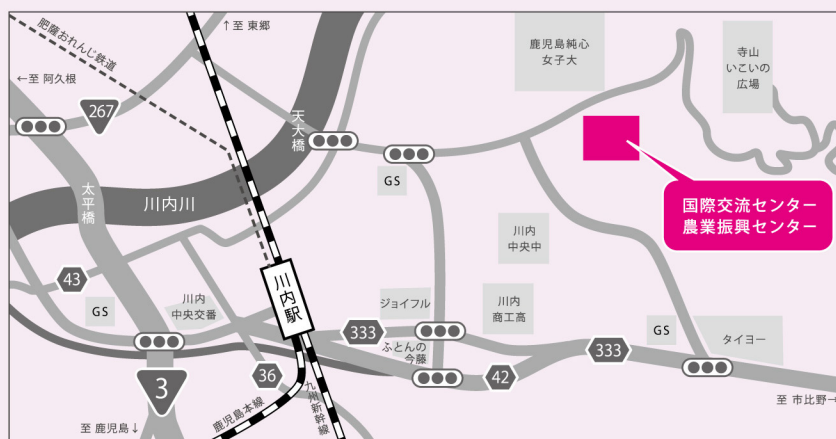 肥薩おれんじ鉄道
↑至 東郷
←至 阿久根
267
天大橋
鹿児島純心
女子大
寺山
いこいの
広場
GS
太平橋
川内川
国際交流センター
農業振興センター
川内
中央中
43
GS
川内
中央交番
川内駅
ジョイフル
川内
商工高
333
ふとんの
今藤
333
GS
タイヨー
3
36
42
鹿児島本線
九州新幹線
至 鹿児島↓
至 市比野→